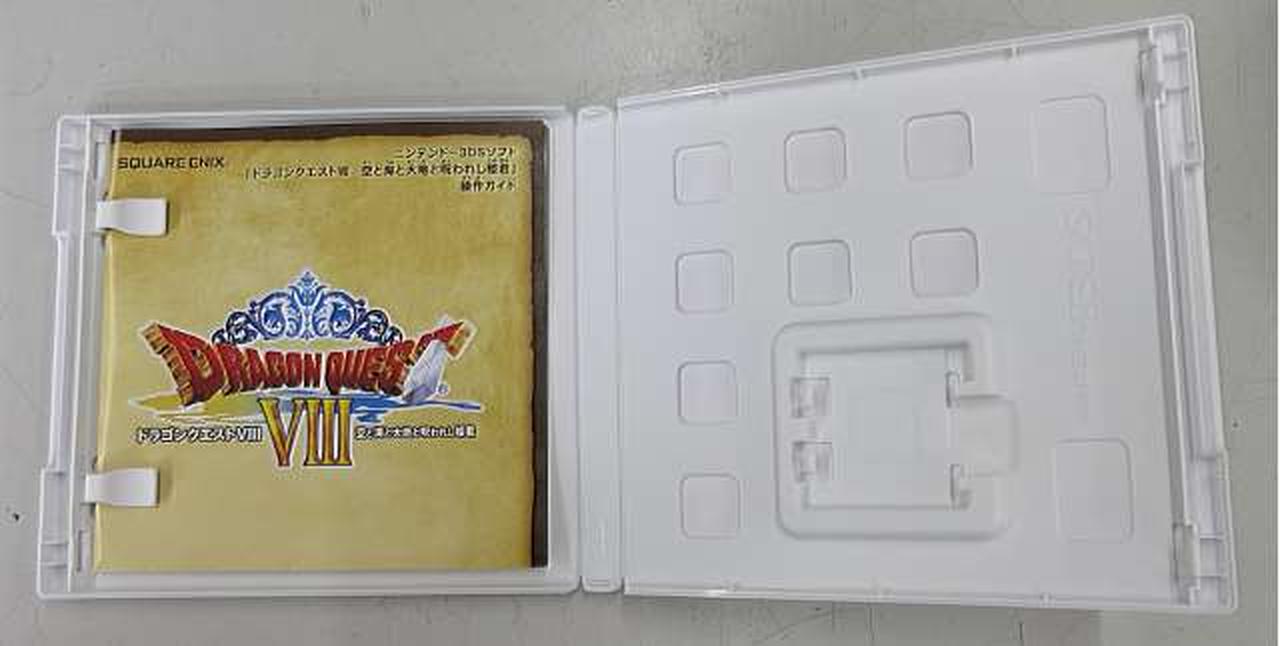 SQUARE ENIX
ニンテンドー3DSソフト
「ドラゴンクエストⅧ 空と海と大地と呪われし姫君」
操作ガイド
DRAGON QUEST
®
VIII
ドラゴンクエストVIII 空と海と大地と呪われし姫君